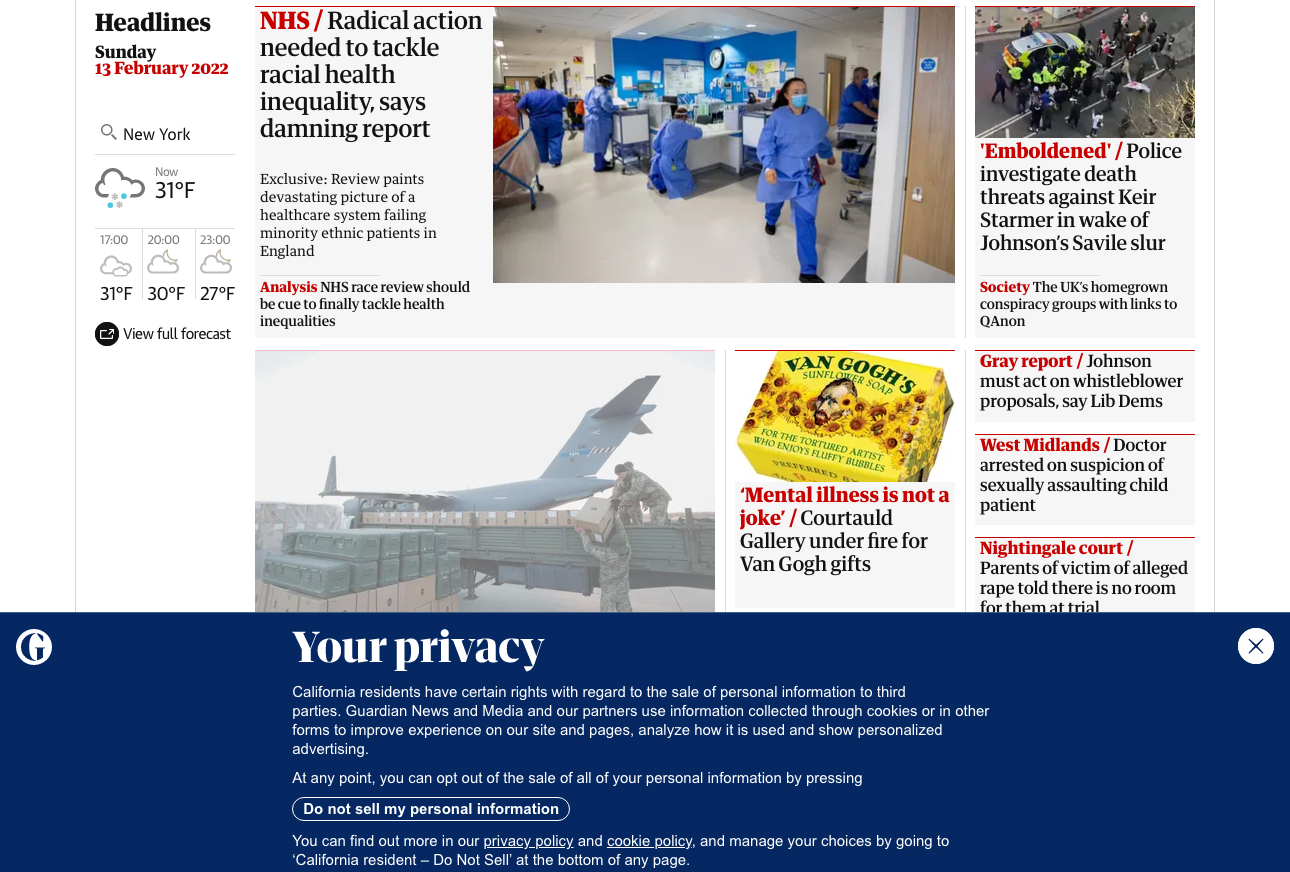 Headlines
Sunday
13 February 2022
New York
Now
31°F
17:00
31°F
20:00
30°F
23:00
27°F
View full forecast
NHS / Radical action
needed to tackle
racial health
inequality, says
damning report
Exclusive: Review paints
devastating picture of a
healthcare system failing
minority ethnic patients in
England
Analysis NHS race review should
be cue to finally tackle health
inequalities
'Emboldened' / Police
investigate death
threats against Keir
Starmer in wake of
Johnson’s Savile slur
Society The UK’s homegrown
conspiracy groups with links to
QAnon
VAN GOGH'S
SUNFLOWER SOAP
FOR THE TORTURED ARTIST
WHO ENJOYS FLUFFY BUBBLES
PREFERRED
‘Mental illness is not a
joke’ / Courtauld
Gallery under fire for
Van Gogh gifts
Gray report / Johnson
must act on whistleblower
proposals, say Lib Dems
West Midlands / Doctor
arrested on suspicion of
sexually assaulting child
patient
Nightingale court /
Parents of victim of alleged
rape told there is no room
for them at trial
Your privacy
California residents have certain rights with regard to the sale of personal information to third
parties. Guardian News and Media and our partners use information collected through cookies or in other
forms to improve experience on our site and pages, analyze how it is used and show personalized
advertising.
At any point, you can opt out of the sale of all of your personal information by pressing
Do not sell my personal information
You can find out more in our privacy policy and cookie policy, and manage your choices by going to
‘California resident – Do Not Sell’ at the bottom of any page.